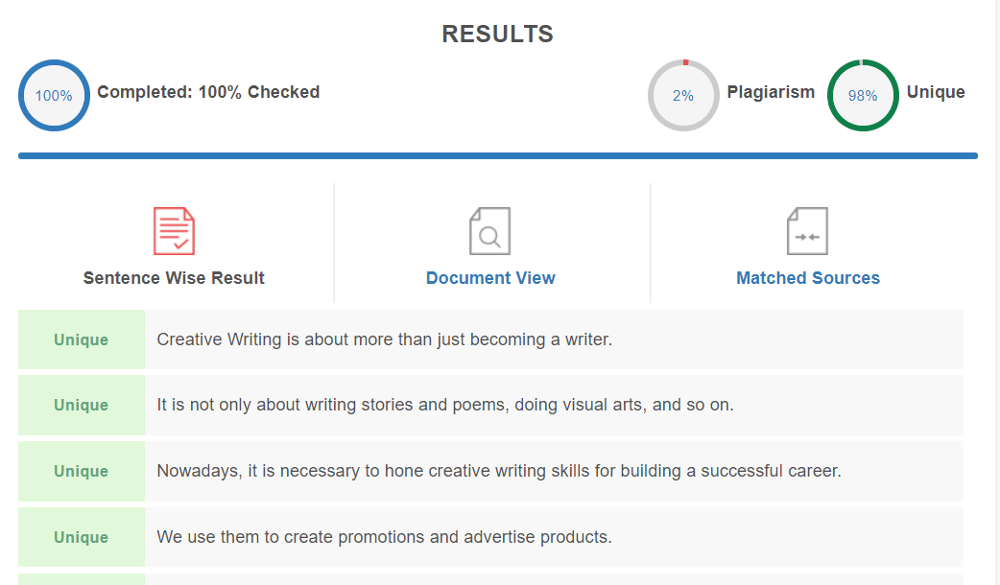 RESULTS
100% Completed: 100% Checked 2% Plagiarism 98% Unique
Sentence Wise Result Document View Matched Sources
Unique Creative Writing is about more than just becoming a writer.
Unique It is not only about writing stories and poems, doing visual arts, and so on.
Unique Nowadays, it is necessary to hone creative writing skills for building a successful career.
Unique We use them to create promotions and advertise products.